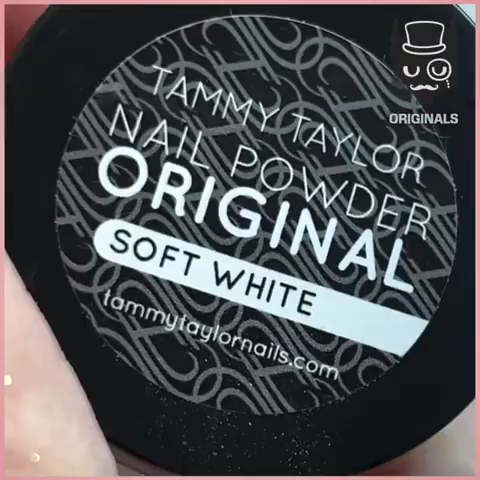 ORIGINALS
TAMMY TAYLOR
NAIL POWDER
ORIGINAL
SOFT WHITE
tammytaylornails.com